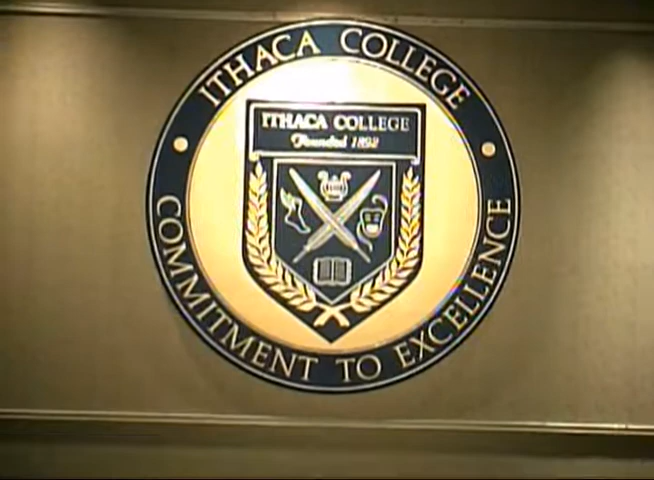 ITHACA COLLEGE
ITHACA COLLEGE
Founded 1892
COMMITMENT TO EXCELLENCE